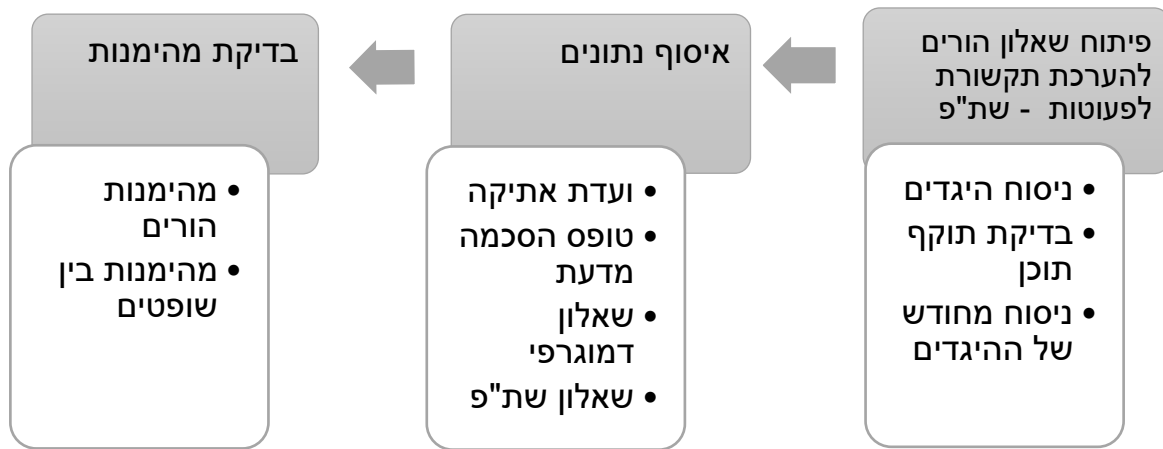 פיתוח שאלון הורים
להערכת תקשורת
לפעוטות - שת"פ
• ניסוח היגדים
• בדיקת תוקף
תוכן
• ניסוח מחודש
של ההיגדים
איסוף נתונים
• ועדת אתיקה
• טופס הסכמה
מדעת
• שאלון
דמוגרפי
• שאלון שת"פ
בדיקת מהימנות
• מהימנות
הורים
• מהימנות בין
שופטים